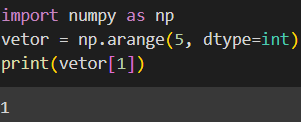 import numpy as np
vetor = np.arange(5, dtype=int)
print(vetor[1])
1